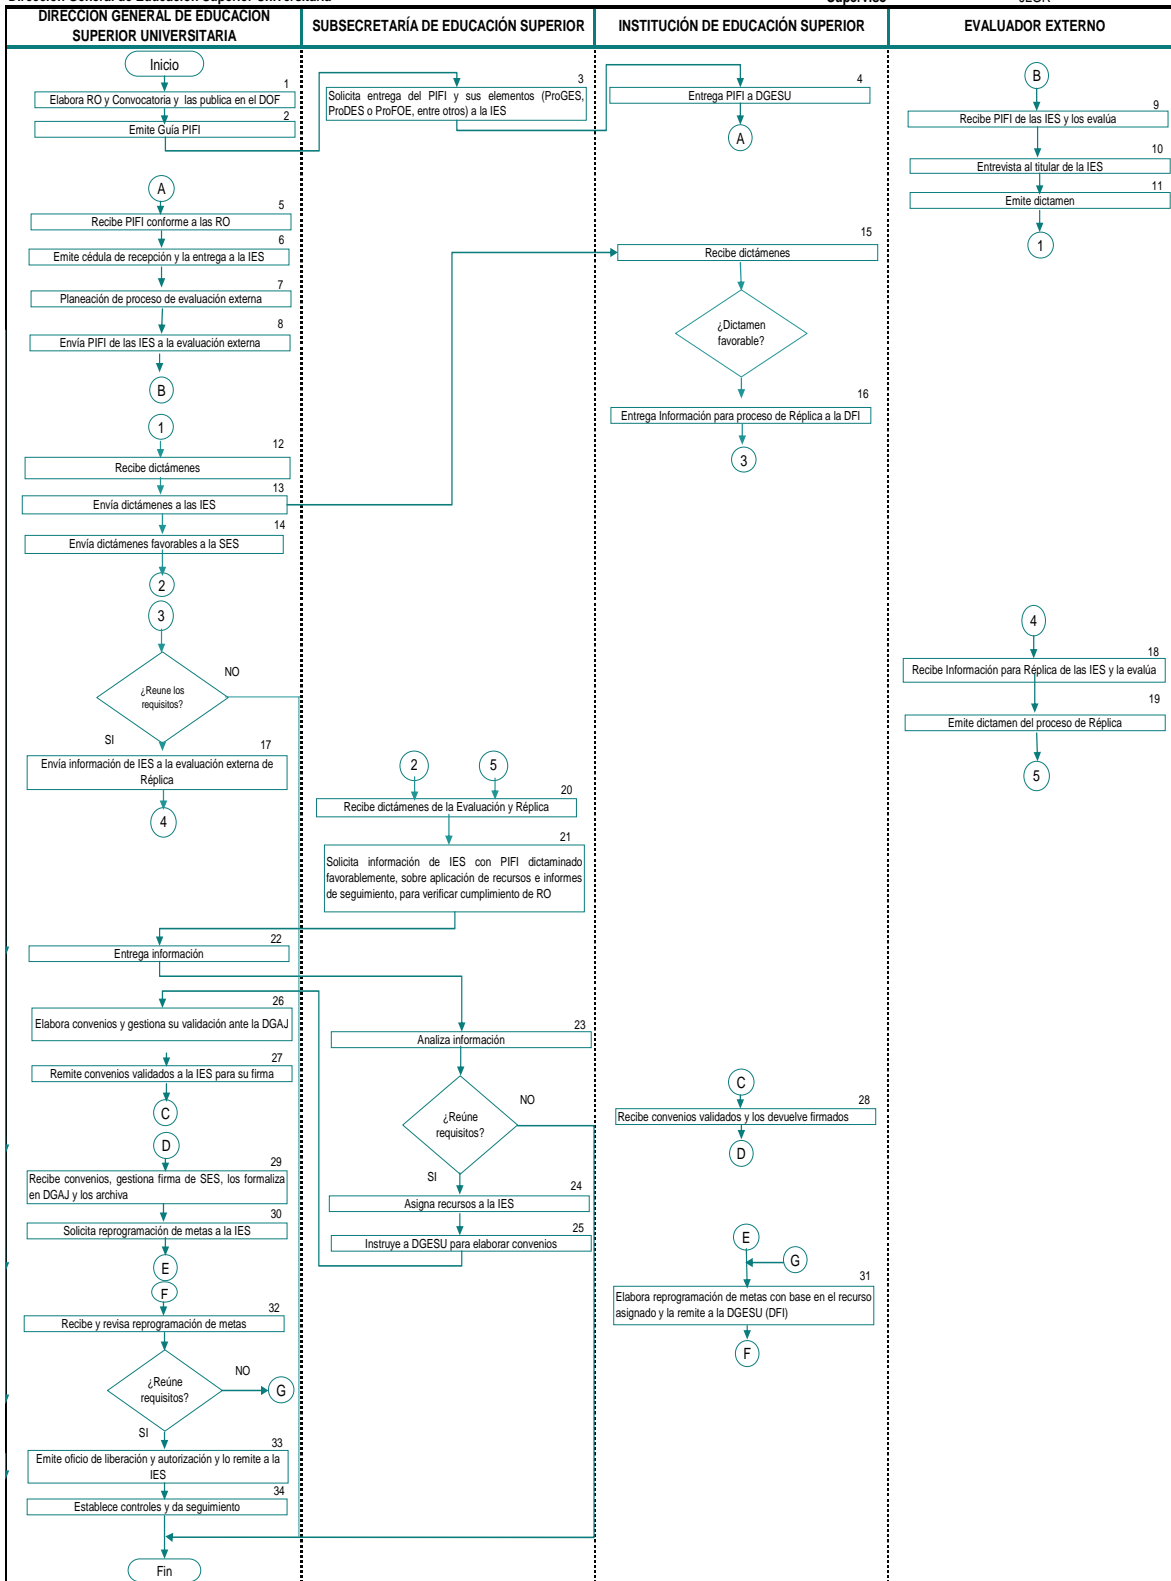 Dirección General de Educación Superior Universitaria
Supervisó
JLGR
DIRECCIÓN GENERAL DE EDUCACIÓN
SUPERIOR UNIVERSITARIA
SUBSECRETARÍA DE EDUCACIÓN SUPERIOR
INSTITUCIÓN DE EDUCACIÓN SUPERIOR
EVALUADOR EXTERNO
Inicio
1
Elabora RO y Convocatoria y las publica en el DOF
2
Emite Guía PIFI
3
Solicita entrega del PIFI y sus elementos (ProGES,
ProDES o ProFOE, entre otros) a la IES
4
Entrega PIFI a DGESU
A
B
9
Recibe PIFI de las IES y los evalúa
10
Entrevista al titular de la IES
11
Emite dictamen
1
A
5
Recibe PIFI conforme a las RO
6
Emite cédula de recepción y la entrega a la IES
7
Planeación de proceso de evaluación externa
8
Envía PIFI de las IES a la evaluación externa
B
15
Recibe dictámenes
¿Dictamen
favorable?
16
Entrega Información para proceso de Réplica a la DFI
3
1
12
Recibe dictámenes
13
Envía dictámenes a las IES
14
Envía dictámenes favorables a la SES
2
3
¿Reune los
requisitos?
NO
SI
17
Envía información de IES a la evaluación externa de
Réplica
4
4
18
Recibe Información para Réplica de las IES y la evalúa
19
Emite dictamen del proceso de Réplica
5
2
5
20
Recibe dictámenes de la Evaluación y Réplica
21
Solicita información de IES con PIFI dictaminado
favorablemente, sobre aplicación de recursos e informes
de seguimiento, para verificar cumplimiento de RO
22
Entrega información
23
Analiza información
¿Reúne
requisitos?
NO
SI
24
Asigna recursos a la IES
25
Instruye a DGESU para elaborar convenios
26
Elabora convenios y gestiona su validación ante la DGAJ
27
Remite convenios validados a la IES para su firma
C
C
28
Recibe convenios validados y los devuelve firmados
D
D
29
Recibe convenios, gestiona firma de SES, los formaliza
en DGAJ y los archiva
30
Solicita reprogramación de metas a la IES
E
E
G
31
Elabora reprogramación de metas con base en el recurso
asignado y la remite a la DGESU (DFI)
F
F
32
Recibe y revisa reprogramación de metas
¿Reúne
requisitos?
NO
G
SI
33
Emite oficio de liberación y autorización y lo remite a la
IES
34
Establece controles y da seguimiento
Fin